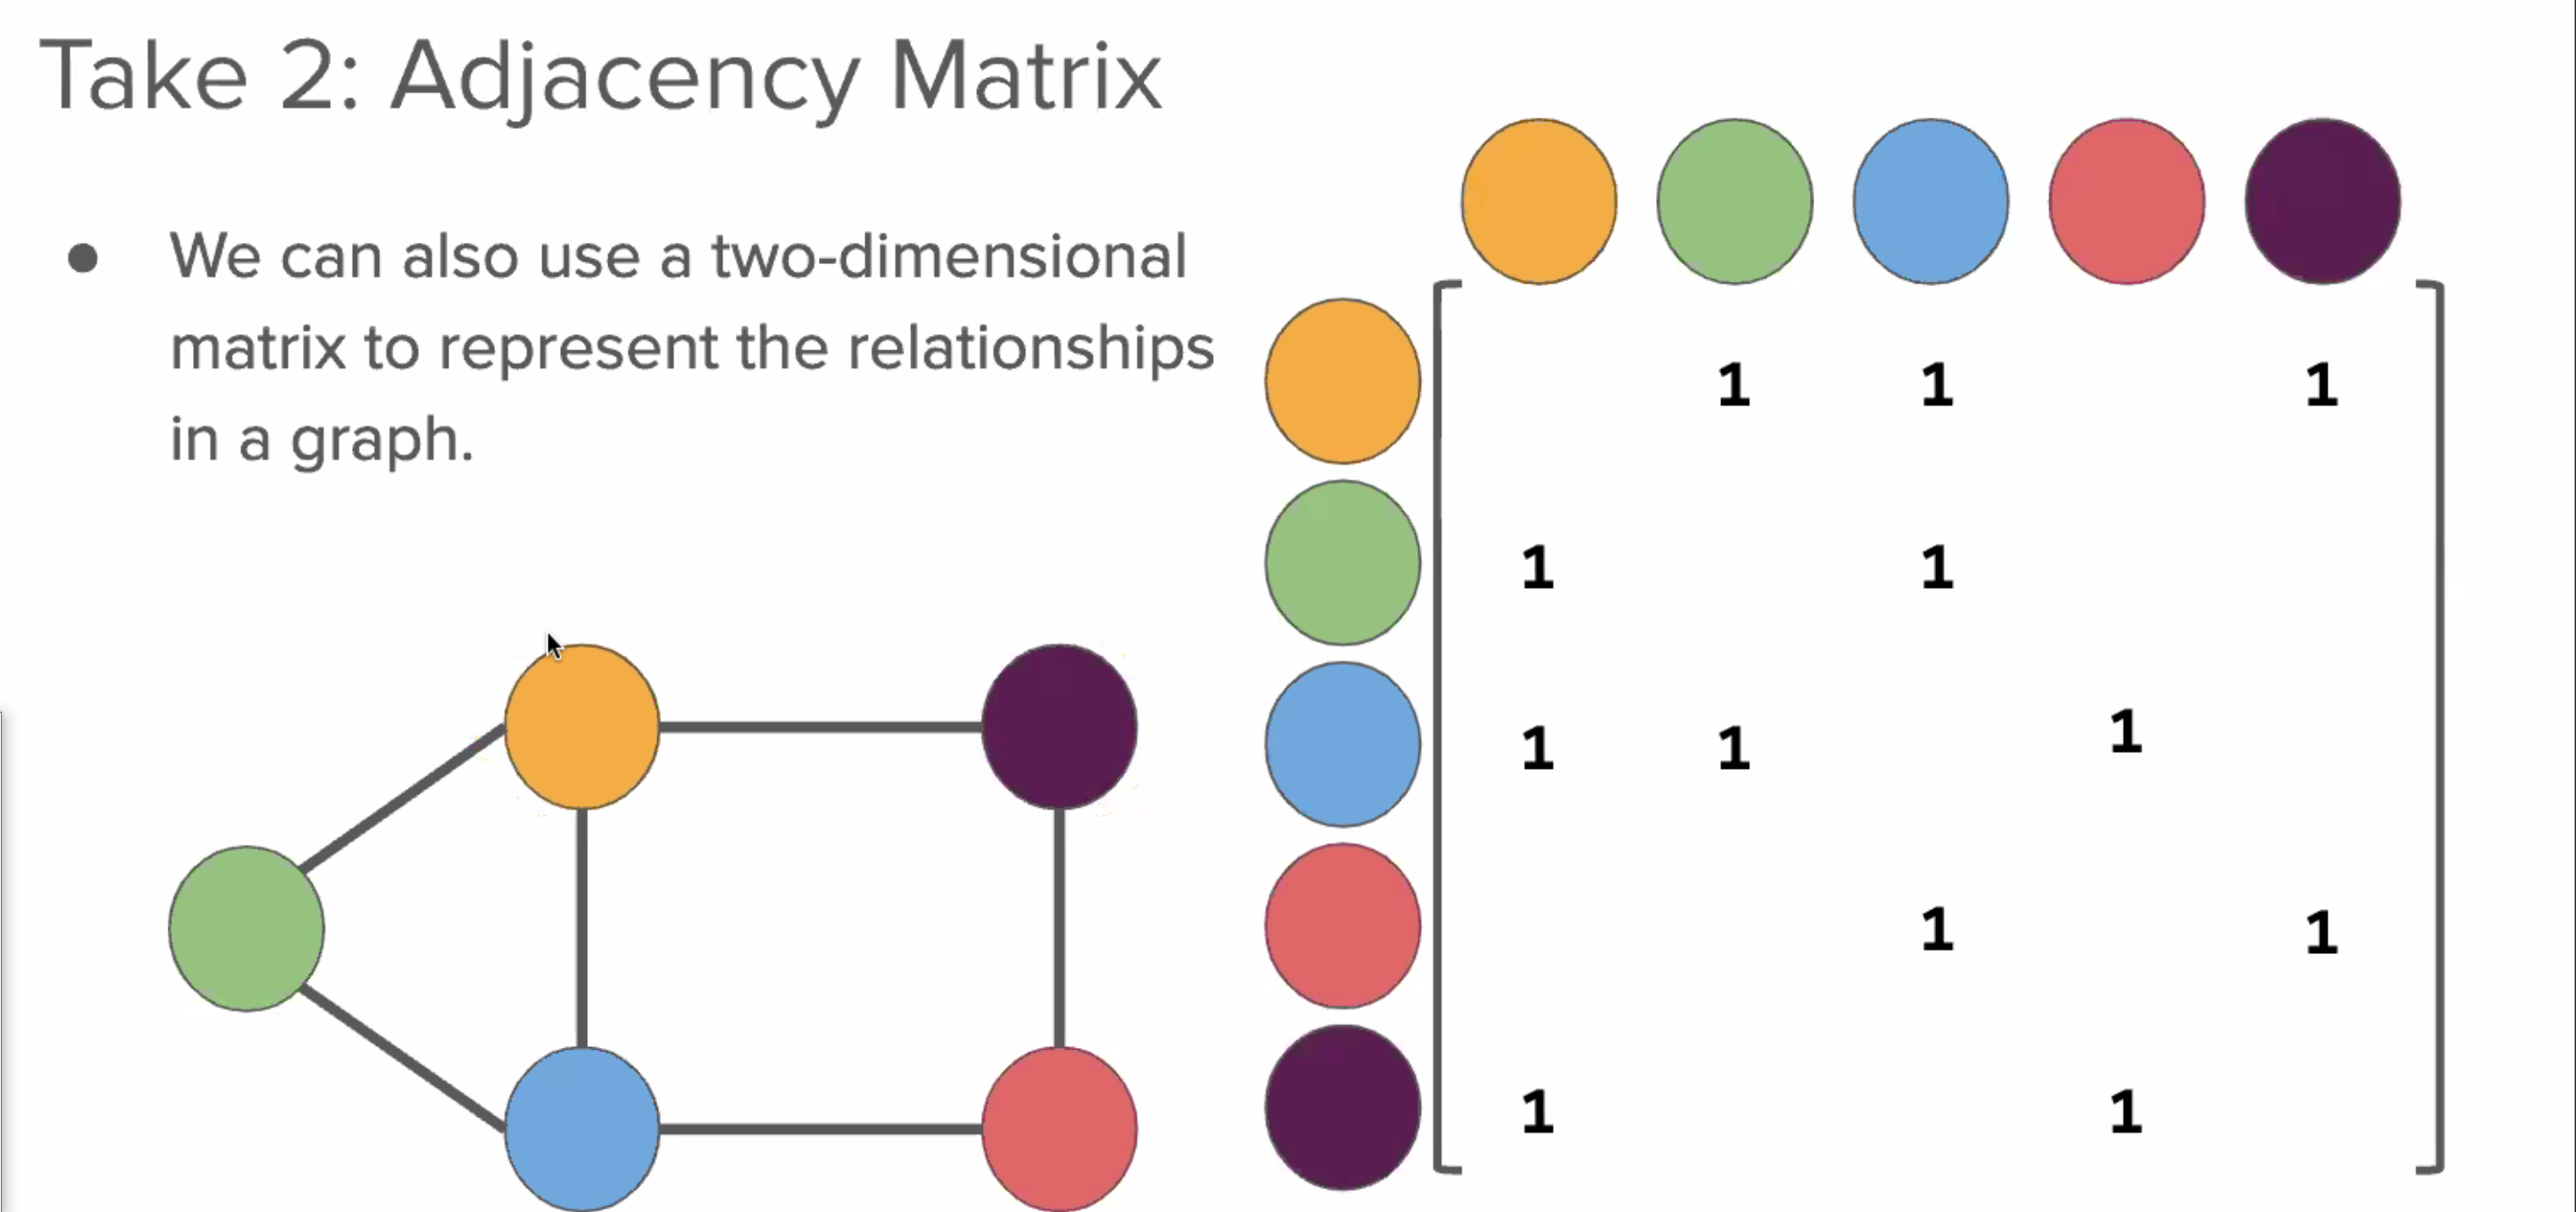 Take 2: Adjacency Matrix
● We can also use a two-dimensional
matrix to represent the relationships
in a graph.
1 1 1
1 1
1 1 1
1 1
1 1